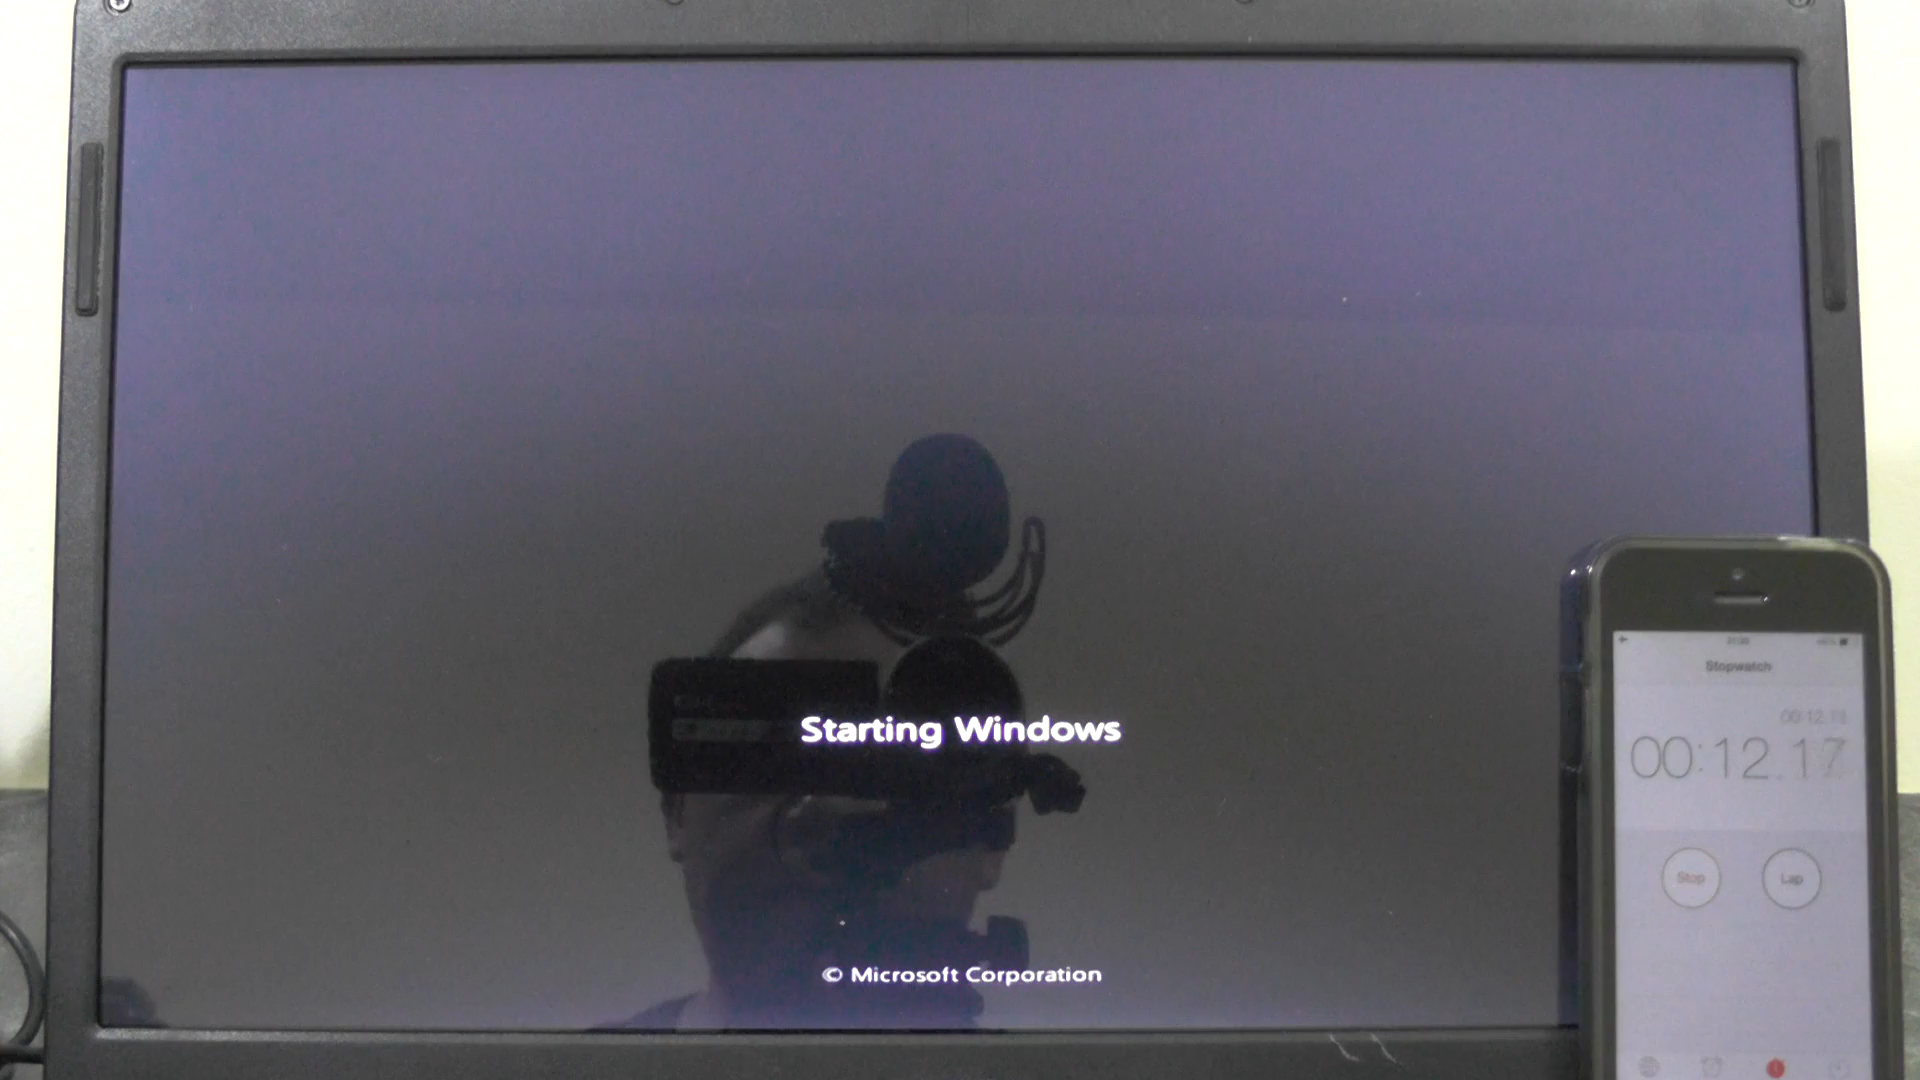 Starting Windows
© Microsoft Corporation
Stopwatch
00:12.17
Stop
Lap